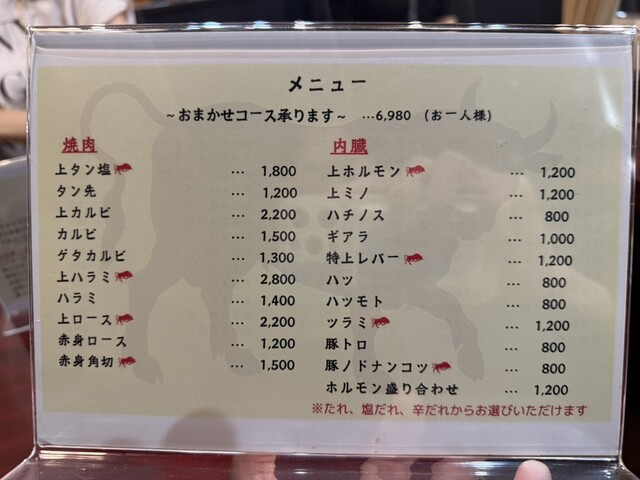 メニュー
~おまかせコース承ります~ …6,980 (お一人様)
焼肉
上タン塩 … 1,800
タン先 … 1,200
上カルビ … 2,200
カルビ … 1,500
ゲタカルビ … 1,300
上ハラミ … 2,800
ハラミ … 1,400
上ロース … 2,200
赤身ロース … 1,200
赤身角切 … 1,500
内臓
上ホルモン … 1,200
上ミノ … 1,200
ハチノス … 800
ギアラ … 1,000
特上レバー … 1,200
ハツ … 800
ハツモト … 800
ツラミ … 1,200
豚トロ … 800
豚ノドナンコツ … 800
ホルモン盛り合わせ … 1,200
※たれ、塩だれ、辛だれからお選びいただけます